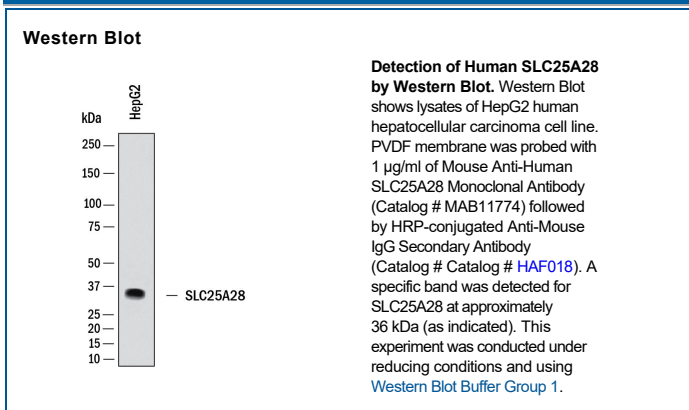 Western Blot
HepG2
kDa
250
150
100
75
50
37
25
20
15
10
SLC25A28
Detection of Human SLC25A28
by Western Blot. Western Blot
shows lysates of HepG2 human
hepatocellular carcinoma cell line.
PVDF membrane was probed with
1 µg/ml of Mouse Anti-Human
SLC25A28 Monoclonal Antibody
(Catalog # MAB11774) followed
by HRP-conjugated Anti-Mouse
IgG Secondary Antibody
(Catalog # Catalog # HAF018). A
specific band was detected for
SLC25A28 at approximately
36 kDa (as indicated). This
experiment was conducted under
reducing conditions and using
Western Blot Buffer Group 1.